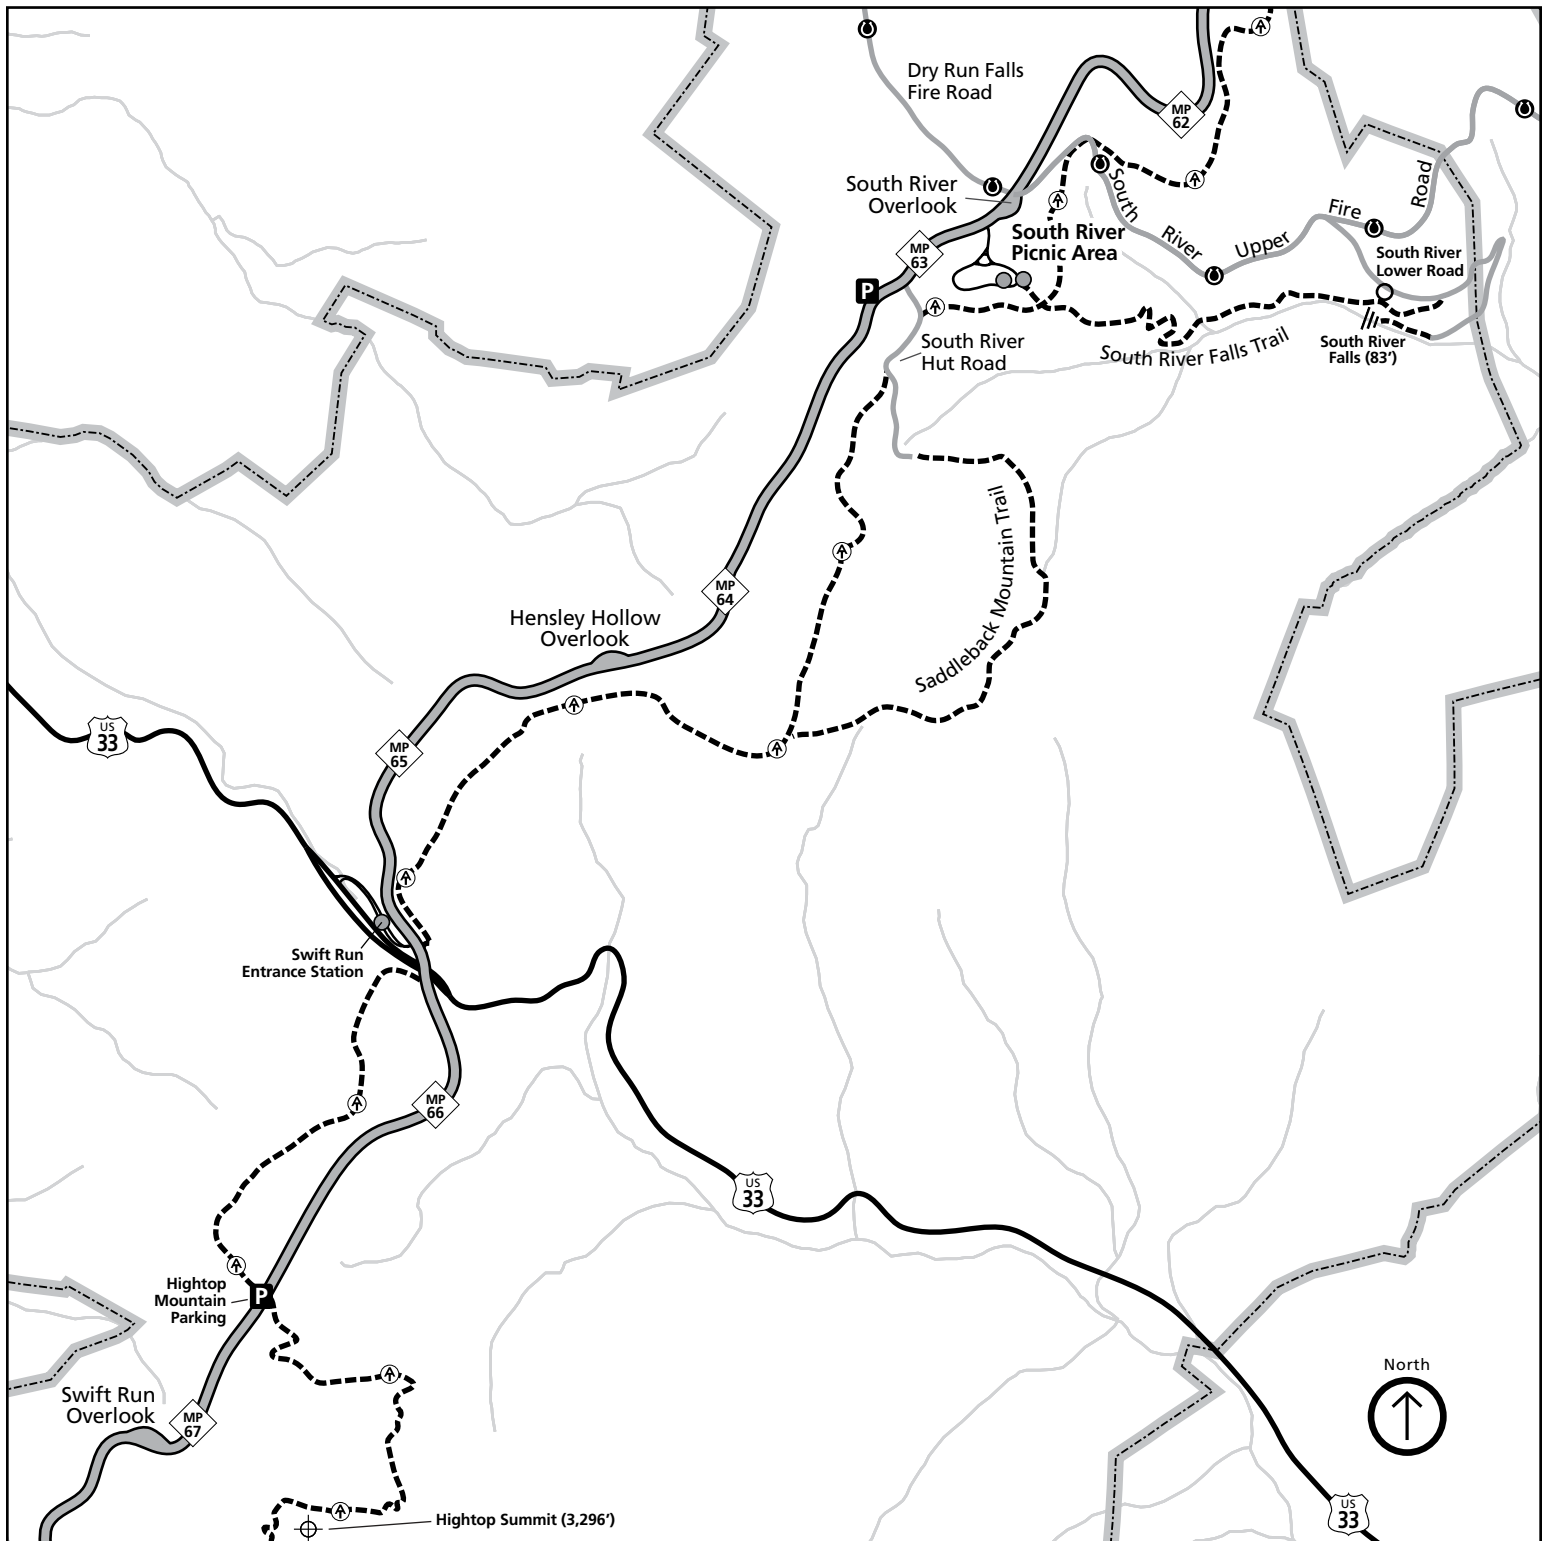 Dry Run Falls
Fire Road
MP
62
South River
Overlook
South River
Picnic Area
South
River
Upper
Fire
Road
South River
Lower Road
MP
63
P
South River
Hut Road
South River Falls Trail
South River
Falls (83')
Saddleback Mountain Trail
MP
64
Hensley Hollow
Overlook
US
33
MP
65
Swift Run
Entrance Station
MP
66
US
33
Hightop
Mountain
Parking
P
Swift Run
Overlook
MP
67
North
Hightop Summit (3,296')
US
33